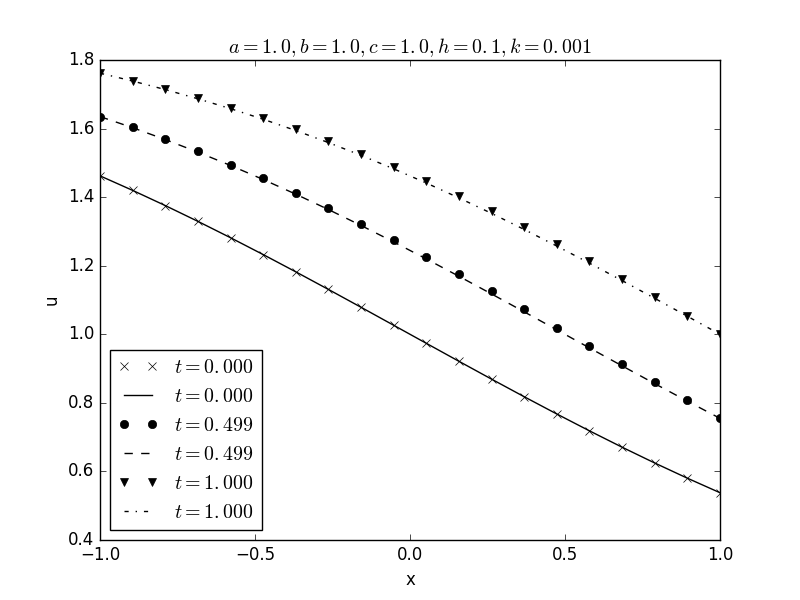 a = 1.0, b = 1.0, c = 1.0, h = 0.1, k = 0.001
1.8
1.6
1.4
1.2
1.0
0.8
0.6
0.4
u
t = 0.000
t = 0.000
t = 0.499
t = 0.499
t = 1.000
t = 1.000
−1.0 −0.5 0.0 0.5 1.0
x